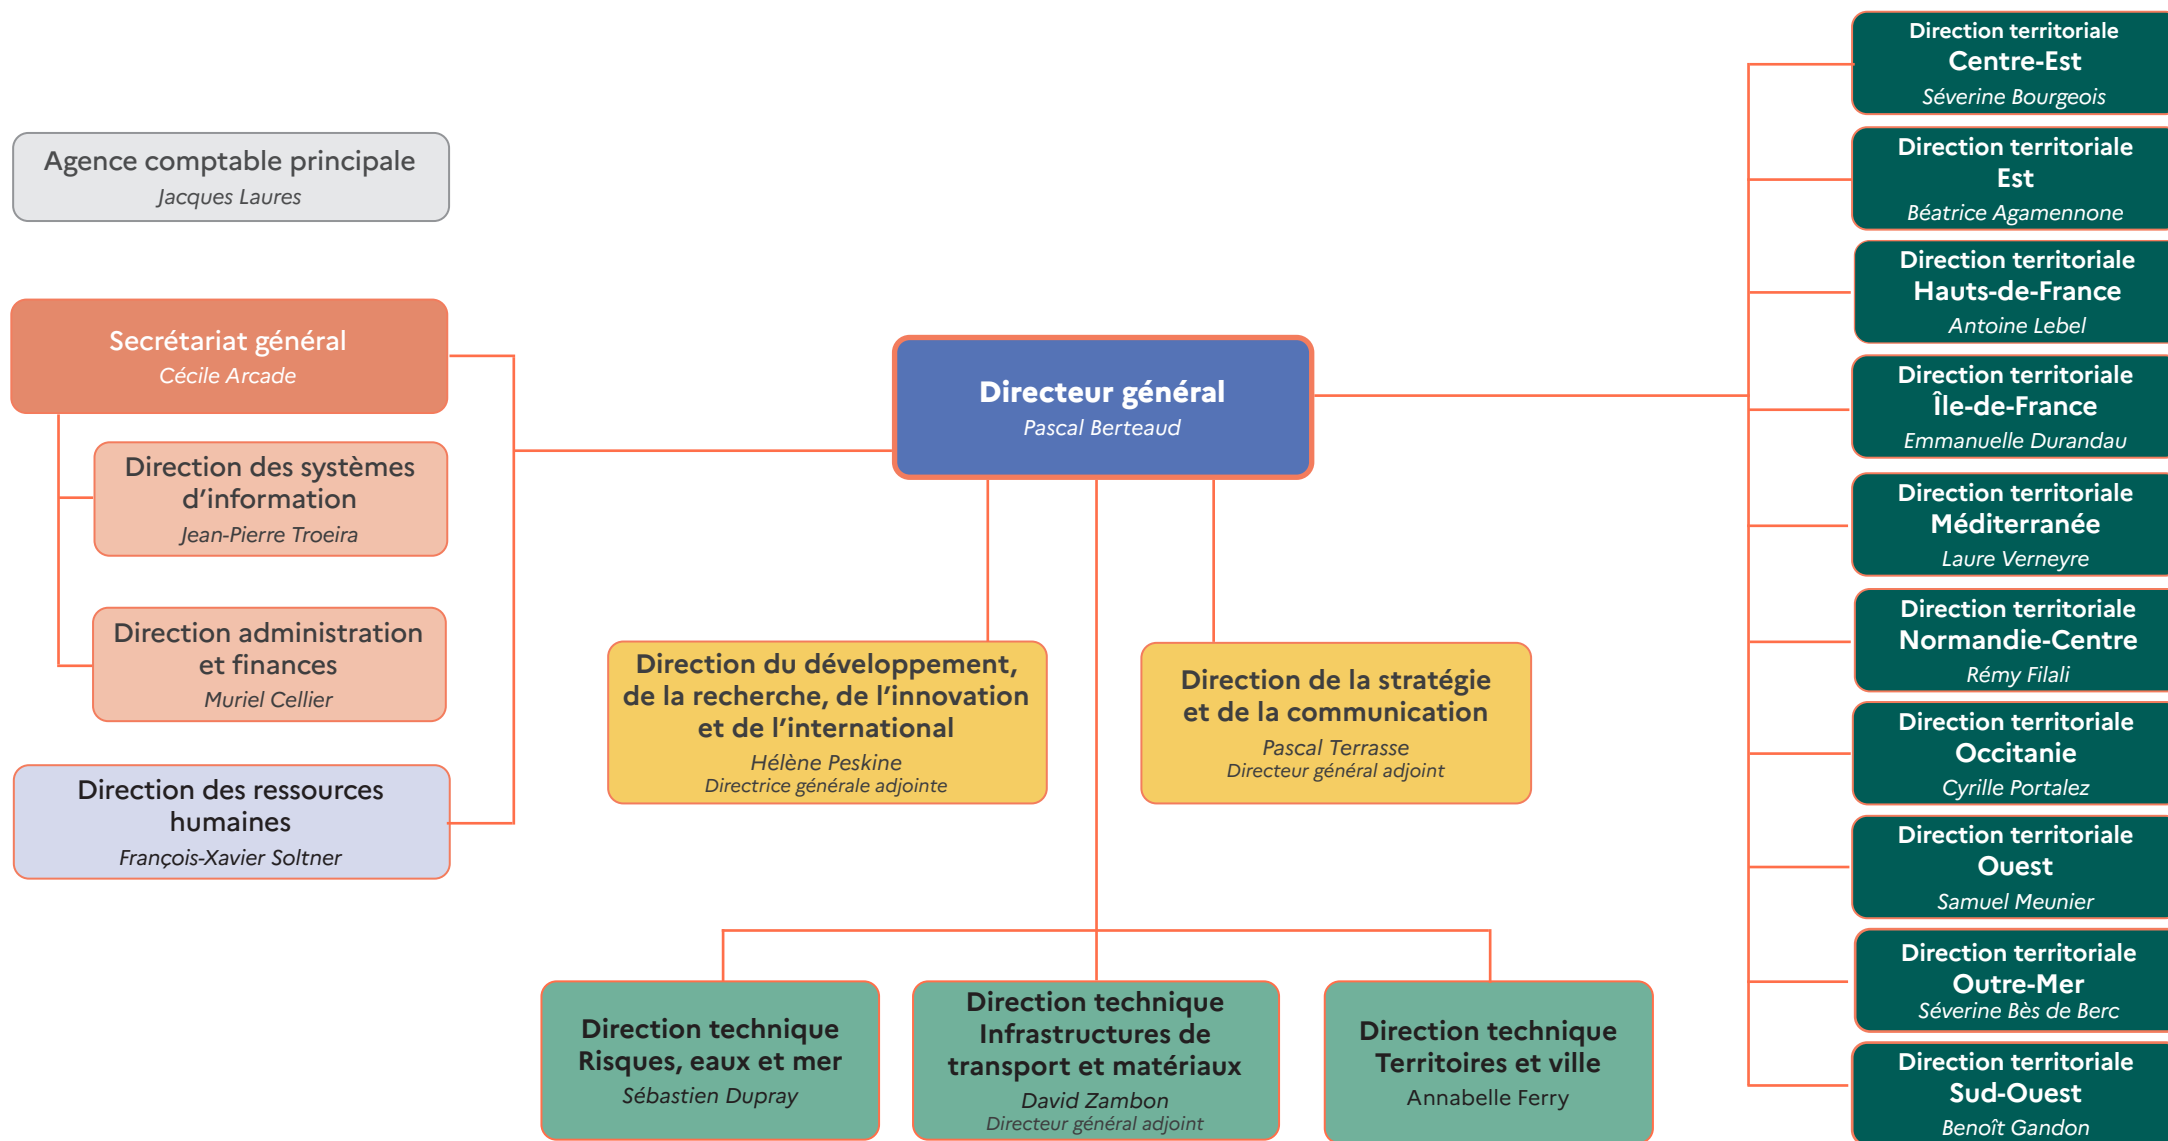 Agence comptable principale
Jacques Laures
Secrétariat général
Cécile Arcade
Direction des systèmes
d’information
Jean-Pierre Troeira
Direction administration
et finances
Muriel Cellier
Direction des ressources
humaines
François-Xavier Soltner
Directeur général
Pascal Berteaud
Direction du développement,
de la recherche, de l’innovation
et de l’international
Hélène Peskine
Directrice générale adjointe
Direction de la stratégie
et de la communication
Pascal Terrasse
Directeur général adjoint
Direction technique
Risques, eaux et mer
Sébastien Dupray
Direction technique
Infrastructures de
transport et matériaux
David Zambon
Directeur général adjoint
Direction technique
Territoires et ville
Annabelle Ferry
Direction territoriale
Centre-Est
Séverine Bourgeois
Direction territoriale
Est
Béatrice Agamennone
Direction territoriale
Hauts-de-France
Antoine Lebel
Direction territoriale
Île-de-France
Emmanuelle Durandau
Direction territoriale
Méditerranée
Laure Verneyre
Direction territoriale
Normandie-Centre
Rémy Filali
Direction territoriale
Occitanie
Cyrille Portalez
Direction territoriale
Ouest
Samuel Meunier
Direction territoriale
Outre-Mer
Séverine Bès de Berc
Direction territoriale
Sud-Ouest
Benoît Gandon